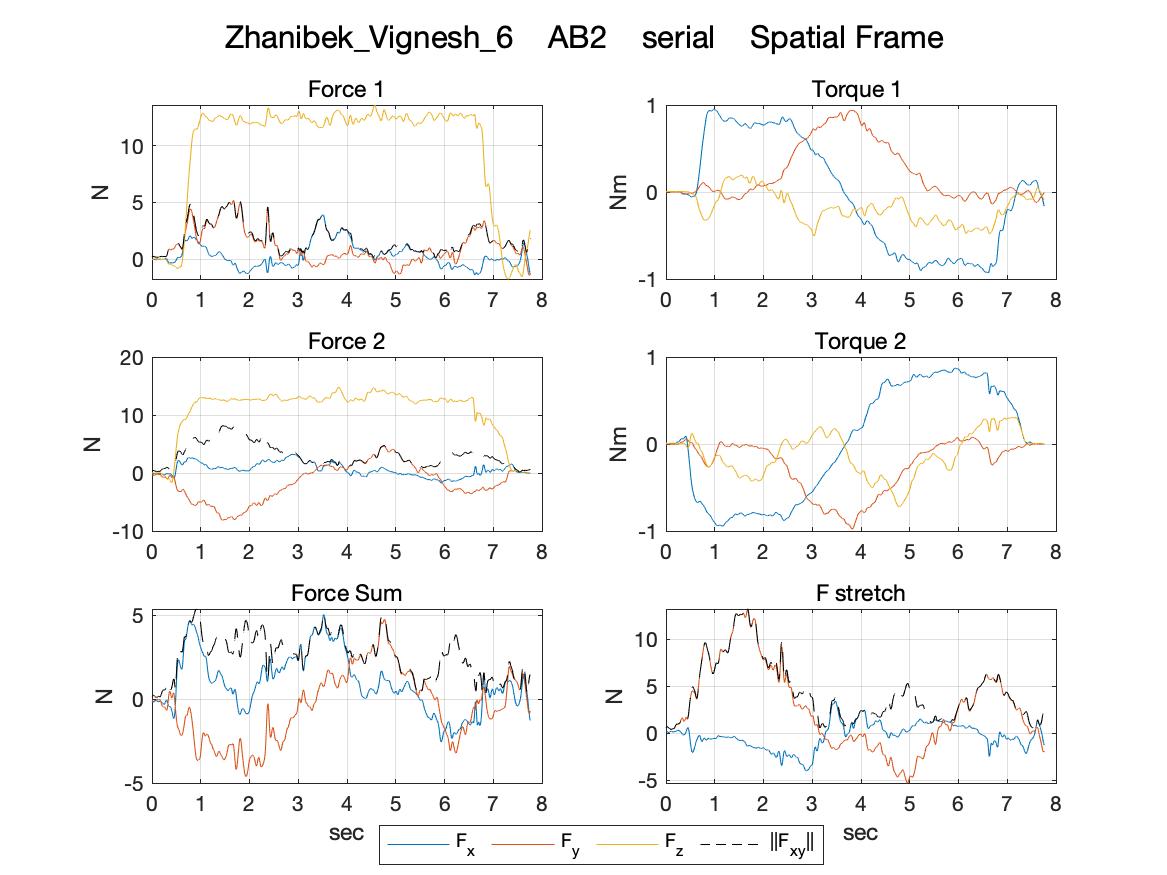 Zhanibek_Vignesh_6 AB2 serial Spatial Frame
Force 1
N
10
5
0
0 1 2 3 4 5 6 7 8
Torque 1
Nm
1
0
-1
0 1 2 3 4 5 6 7 8
Force 2
N
20
10
0
-10
0 1 2 3 4 5 6 7 8
Torque 2
Nm
1
0
-1
0 1 2 3 4 5 6 7 8
Force Sum
N
5
0
-5
0 1 2 3 4 5 6 7 8
sec
F stretch
N
10
5
0
-5
0 1 2 3 4 5 6 7 8
sec
F_x F_y F_z ||F_xy||